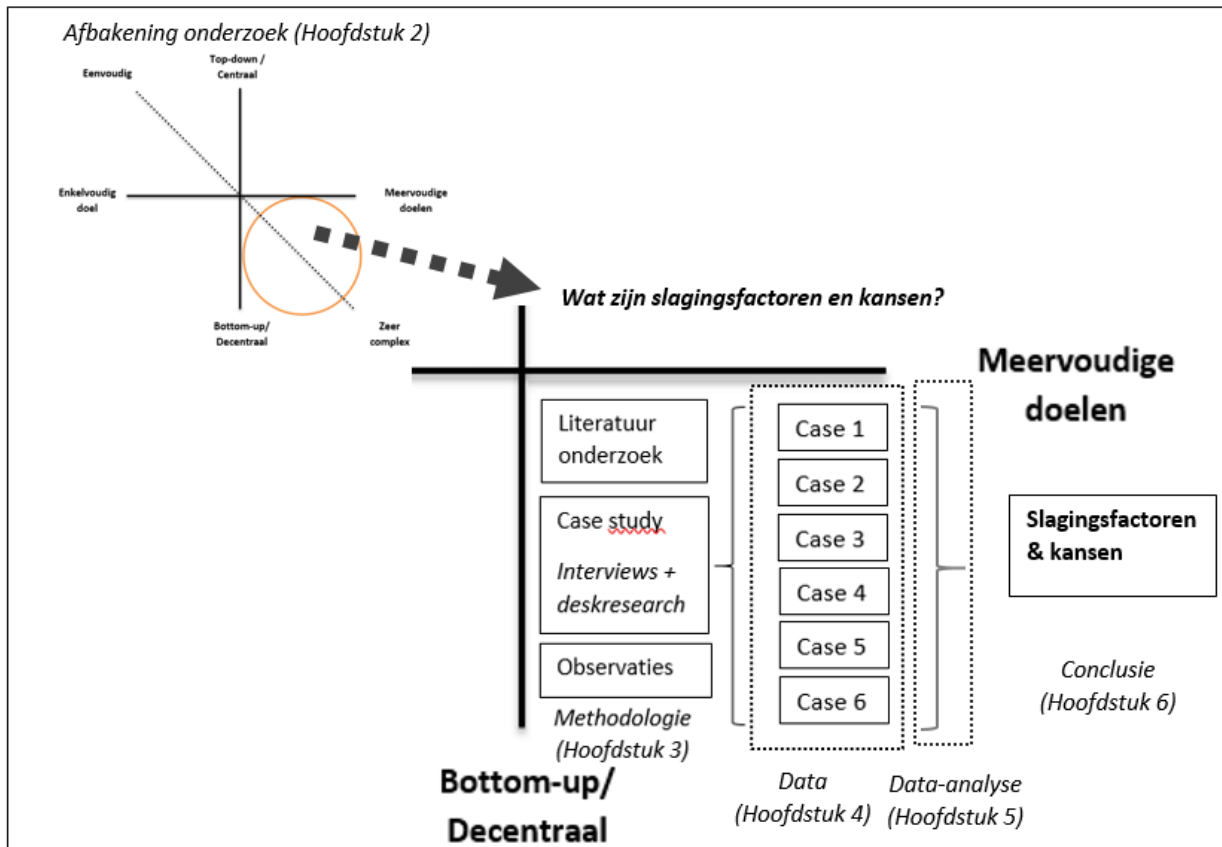 Afbakening onderzoek (Hoofdstuk 2)
Top-down /
Centraal
Eenvoudig
Enkelvoudig
doel
Meervoudige
doelen
Bottom-up/
Decentraal
Zeer
complex
Wat zijn slagingsfactoren en kansen?
Meervoudige
doelen
Literatuur
onderzoek
Case study
Interviews +
deskresearch
Observaties
Methodologie
(Hoofdstuk 3)
Bottom-up/
Decentraal
Case 1
Case 2
Case 3
Case 4
Case 5
Case 6
Data
(Hoofdstuk 4)
Data-analyse
(Hoofdstuk 5)
Slagingsfactoren
& kansen
Conclusie
(Hoofdstuk 6)